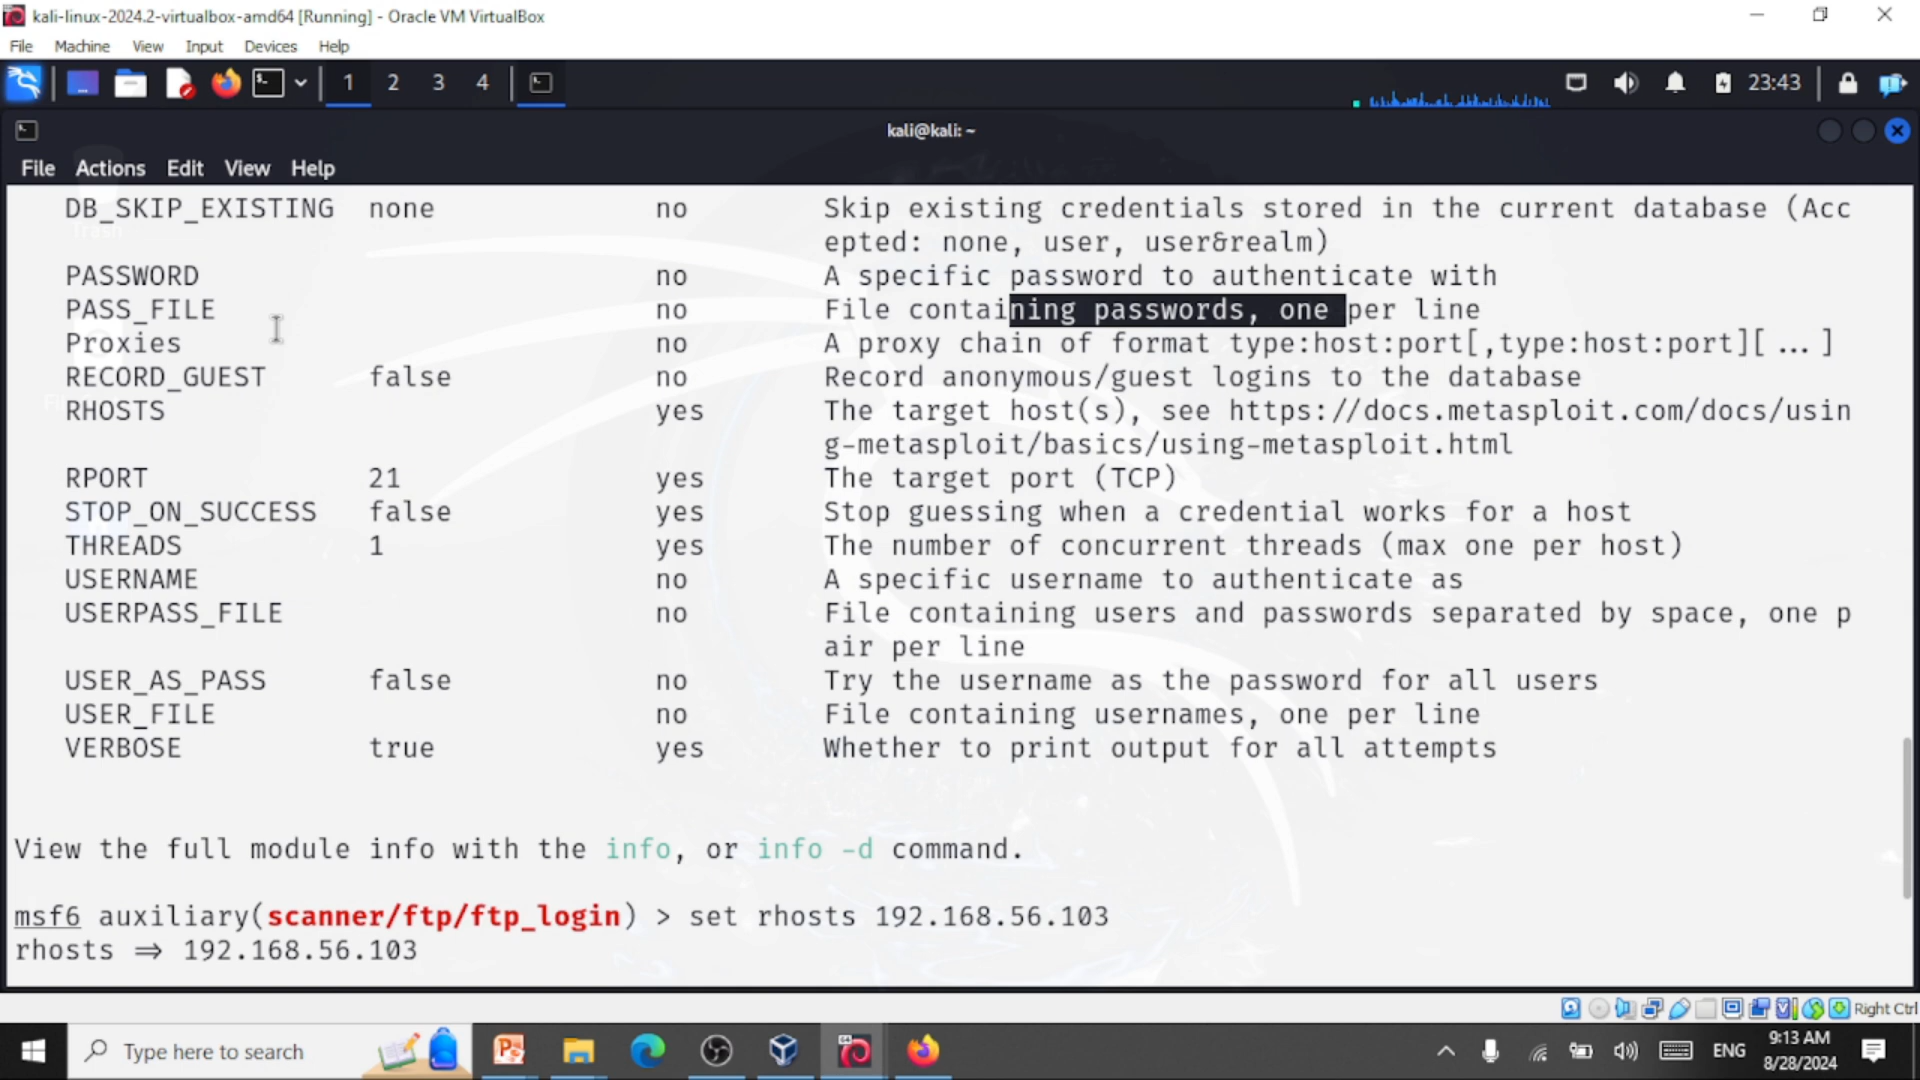 kali-linux-2024.2-virtualbox-amd64 [Running] - Oracle VM VirtualBox
File Machine View Input Devices Help
1 2 3 4 23:43
kali@kali: ~
File Actions Edit View Help
DB_SKIP_EXISTING none no Skip existing credentials stored in the current database (Acc
epted: none, user, user&realm)
PASSWORD no A specific password to authenticate with
PASS_FILE no File containing passwords, one per line
Proxies no A proxy chain of format type:host:port[,type:host:port][ ... ]
RECORD_GUEST false no Record anonymous/guest logins to the database
RHOSTS yes The target host(s), see https://docs.metasploit.com/docs/usin
g-metasploit/basics/using-metasploit.html
RPORT 21 yes The target port (TCP)
STOP_ON_SUCCESS false yes Stop guessing when a credential works for a host
THREADS 1 yes The number of concurrent threads (max one per host)
USERNAME no A specific username to authenticate as
USERPASS_FILE no File containing users and passwords separated by space, one p
air per line
USER_AS_PASS false no Try the username as the password for all users
USER_FILE no File containing usernames, one per line
VERBOSE true yes Whether to print output for all attempts
View the full module info with the info, or info -d command.
msf6 auxiliary(scanner/ftp/ftp_login) > set rhosts 192.168.56.103
rhosts ⇒ 192.168.56.103
Right Ctrl
Type here to search
ENG
9:13 AM
8/28/2024